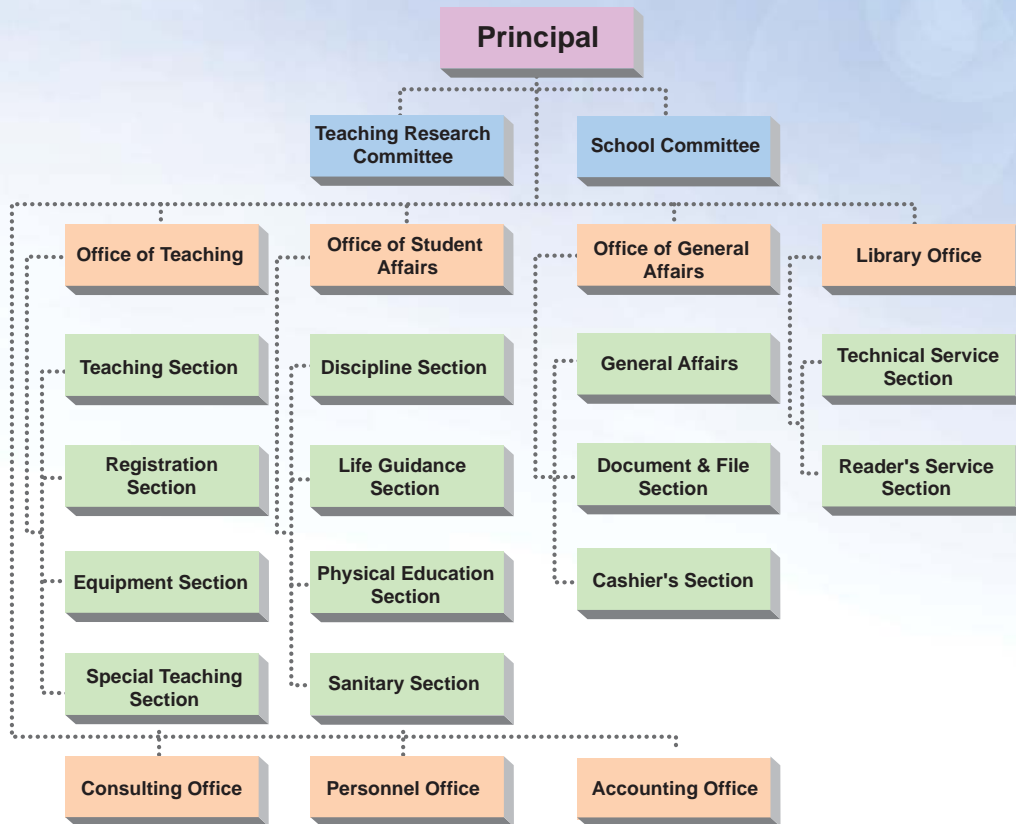 Principal
Teaching Research
Committee
School Committee
Office of Teaching
Office of Student
Affairs
Office of General
Affairs
Library Office
Teaching Section
Discipline Section
General Affairs
Technical Service
Section
Registration
Section
Life Guidance
Section
Document & File
Section
Reader's Service
Section
Equipment Section
Physical Education
Section
Cashier's Section
Special Teaching
Section
Sanitary Section
Consulting Office
Personnel Office
Accounting Office